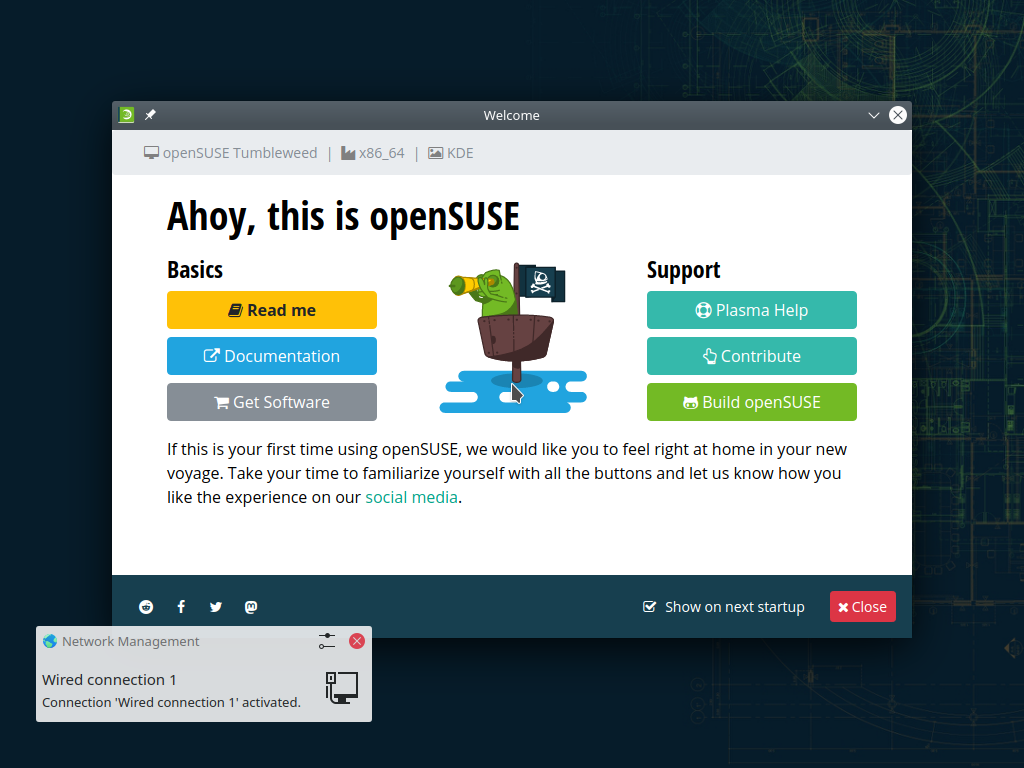 Welcome
openSUSE Tumbleweed | x86_64 | KDE
Ahoy, this is openSUSE
Basics
Read me
Documentation
Get Software
Support
Plasma Help
Contribute
Build openSUSE
If this is your first time using openSUSE, we would like you to feel right at home in your new
voyage. Take your time to familiarize yourself with all the buttons and let us know how you
like the experience on our social media.
Show on next startup
Close
Network Management
Wired connection 1
Connection 'Wired connection 1' activated.